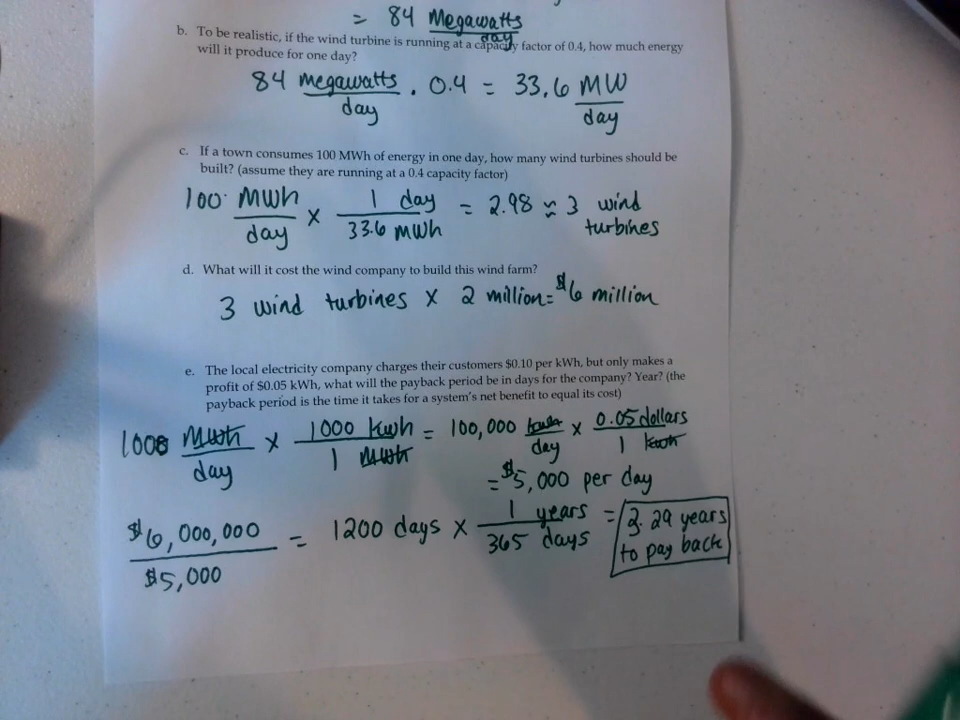 = 84 Megawatts
day
b. To be realistic, if the wind turbine is running at a capacity factor of 0.4, how much energy
will it produce for one day?
84 megawatts/day . 0.4 = 33.6 MW/day
c. If a town consumes 100 MWh of energy in one day, how many wind turbines should be
built? (assume they are running at a 0.4 capacity factor)
100 MWh/day x 1 day/33.6 MWh = 2.98 ≈ 3 wind
turbines
d. What will it cost the wind company to build this wind farm?
3 wind turbines x 2 million = $6 million
e. The local electricity company charges their customers $0.10 per kWh, but only makes a
profit of $0.05 kWh, what will the payback period be in days for the company? Year? (the
payback period is the time it takes for a system's net benefit to equal its cost)
100 MWh/day x 1000 kwh/1 MWh = 100,000 kwh/day x 0.05 dollars/1 kwh
= $5,000 per day
$6,000,000/$5,000 = 1200 days x 1 years/365 days = 3.29 years
to pay back